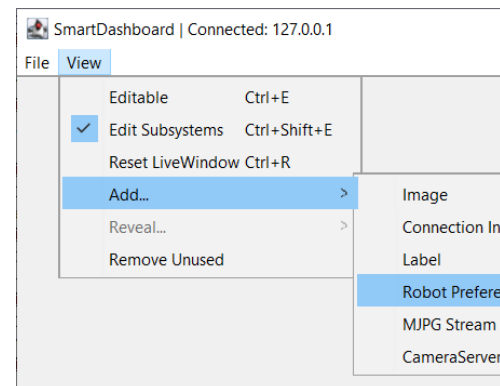 SmartDashboard | Connected: 127.0.0.1
File View
Editable Ctrl+E
Edit Subsystems Ctrl+Shift+E
Reset LiveWindow Ctrl+R
Add... >
Reveal... >
Remove Unused
Image
Connection In
Label
Robot Prefere
MJPG Stream
CameraServer